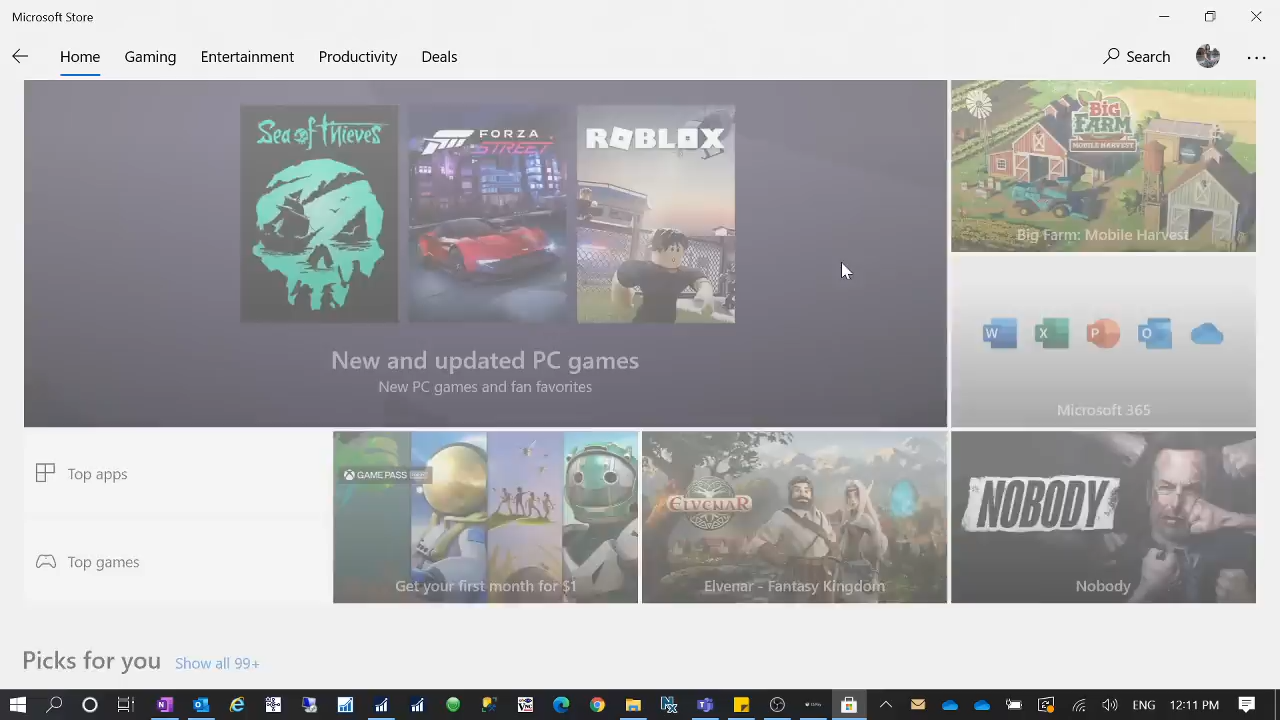 Microsoft Store
Home Gaming Entertainment Productivity Deals Search
Sea of Thieves
FORZA
STREET
ROBLOX
New and updated PC games
New PC games and fan favorites
BIG
FARM
MOBILE HARVEST
Big Farm: Mobile Harvest
W X P O
Microsoft 365
Top apps
Top games
GAME PASS
Get your first month for $1
ELVENAR
Elvenar - Fantasy Kingdom
NOBODY
Nobody
Picks for you Show all 99+
ENG 12:11 PM